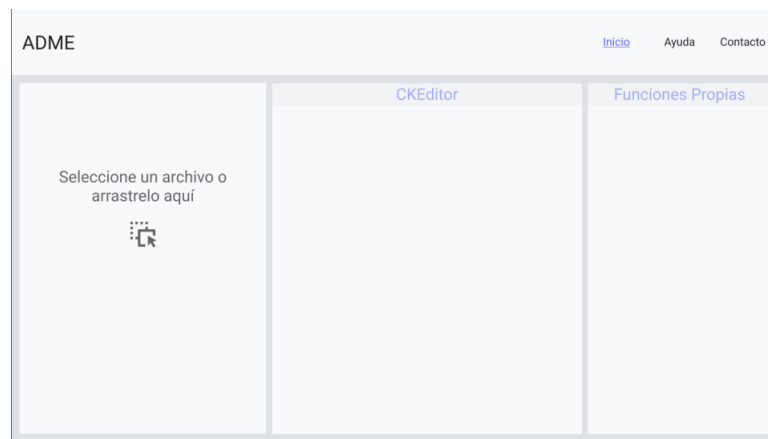 ADME
Inicio Ayuda Contacto
CKEditor Funciones Propias
Seleccione un archivo o
arrastrelo aquí